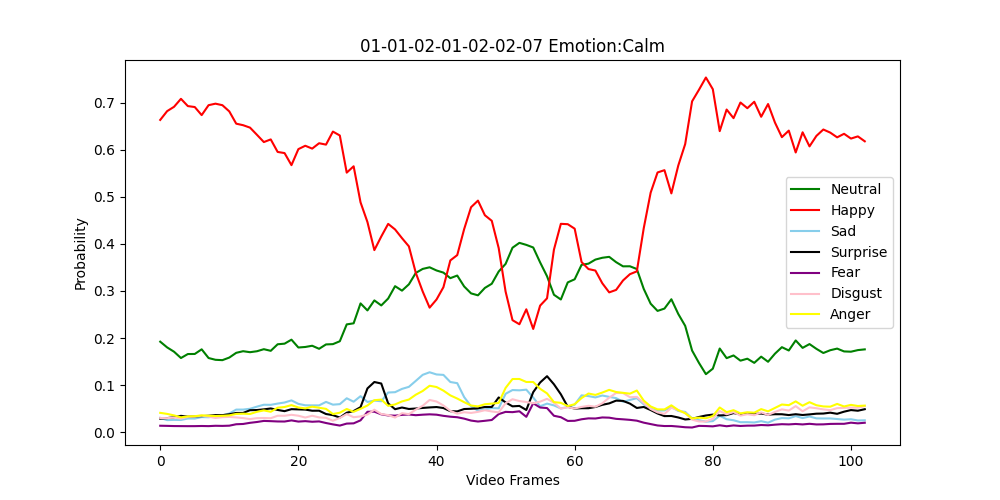 01-01-02-01-02-02-07 Emotion:Calm
Probability
0.7
0.6
0.5
0.4
0.3
0.2
0.1
0.0
Neutral
Happy
Sad
Surprise
Fear
Disgust
Anger
0 20 40 60 80 100
Video Frames